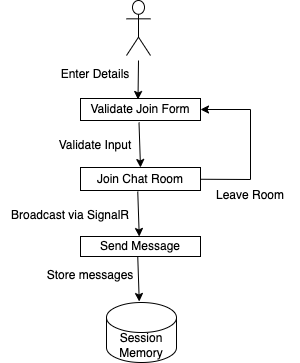 Enter Details
Validate Join Form
Validate Input
Join Chat Room
Leave Room
Broadcast via SignalR
Send Message
Store messages
Session
Memory